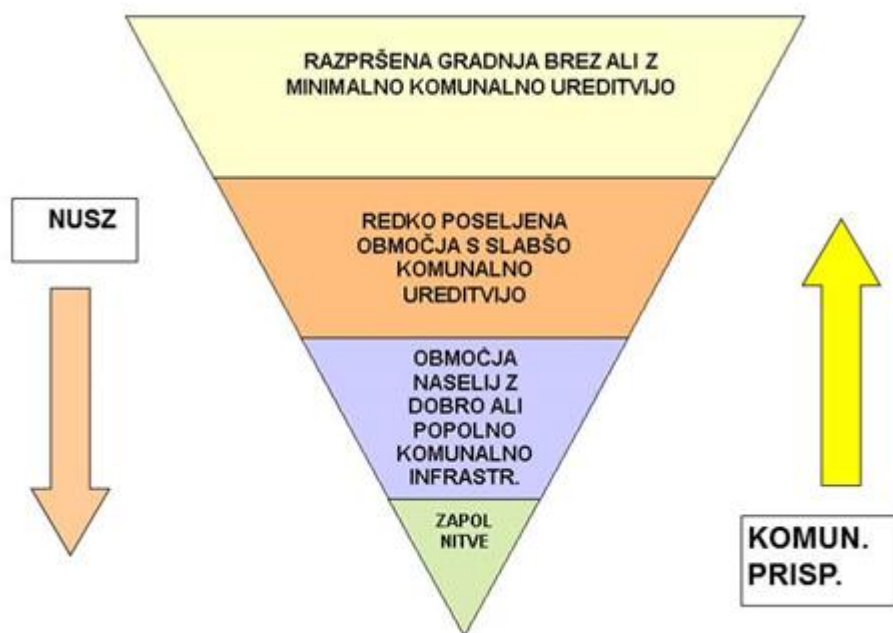 RAZPRŠENA GRADNJA BREZ ALI Z
MINIMALNO KOMUNALNO UREDITVIJO
NUSZ
REDKO POSELJENA
OBMOČJA S SLABŠO
KOMUNALNO
UREDITVIJO
OBMOČJA
NASELIJ Z
DOBRO ALI
POPOLNO
KOMUNALNO
INFRASTR.
ZAPOL
NITVE
KOMUN.
PRISP.